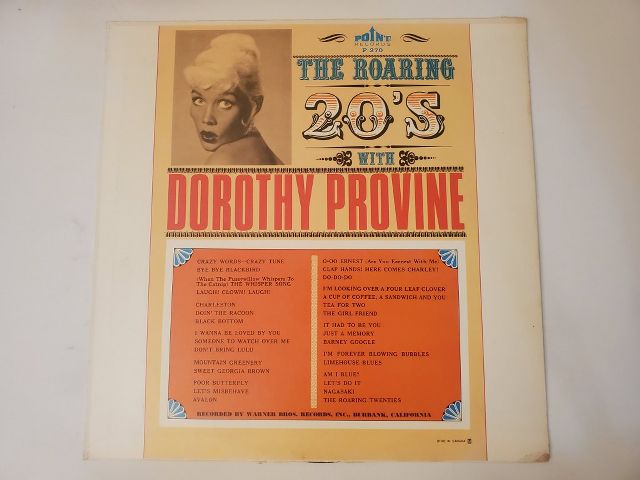 POINT
RECORDS
P 270
THE ROARING
20'S
WITH
DOROTHY PROVINE
CRAZY WORDS—CRAZY TUNE
BYE BYE BLACKBIRD
(When The Pussywillow Whispers To
The Catnip) THE WHISPER SONG
LAUGH! CLOWN! LAUGH!
CHARLESTON
DOIN' THE RACOON
BLACK BOTTOM
I WANNA BE LOVED BY YOU
SOMEONE TO WATCH OVER ME
DON'T BRING LULU
MOUNTAIN GREENERY
SWEET GEORGIA BROWN
POOR BUTTERFLY
LET'S MISBEHAVE
AVALON
O-OO ERNEST (Are You Earnest With Me)
CLAP HANDS! HERE COMES CHARLEY!
DO-DO-DO
I'M LOOKING OVER A FOUR LEAF CLOVER
A CUP OF COFFEE, A SANDWICH AND YOU
TEA FOR TWO
THE GIRL FRIEND
IT HAD TO BE YOU
JUST A MEMORY
BARNEY GOOGLE
I'M FOREVER BLOWING BUBBLES
LIMEHOUSE BLUES
AM I BLUE?
LET'S DO IT
NAGASAKI
THE ROARING TWENTIES
RECORDED BY WARNER BROS. RECORDS, INC., BURBANK, CALIFORNIA